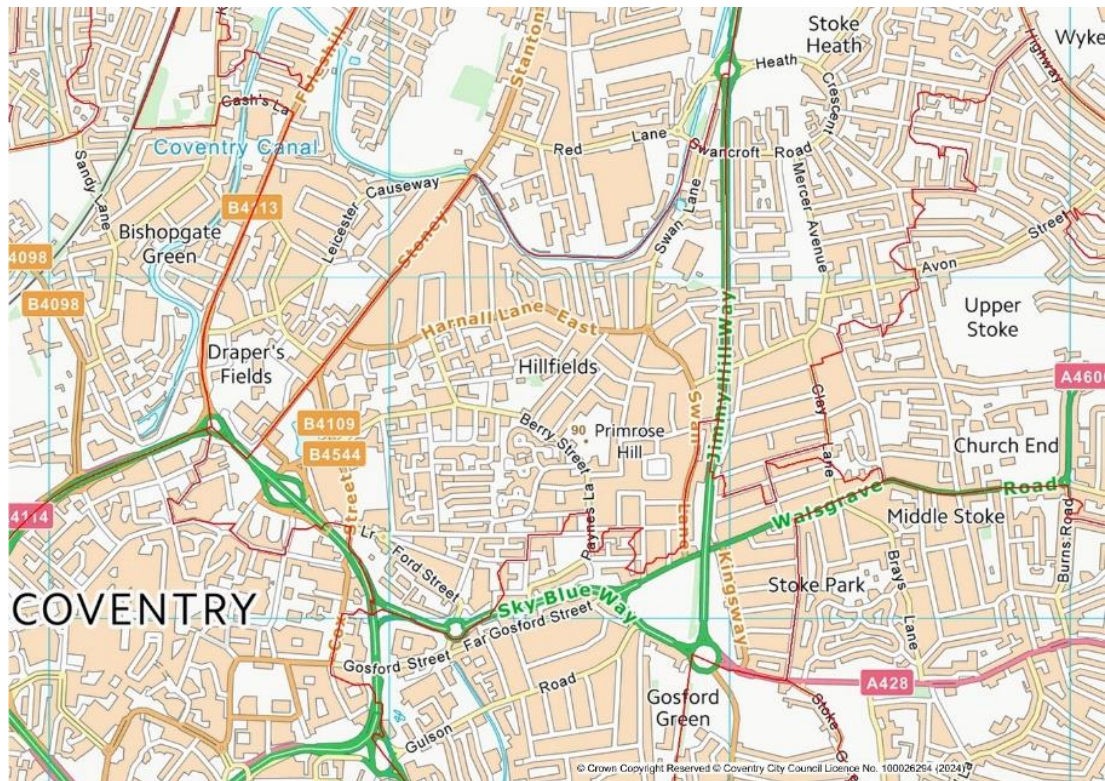 Stoke
Heath
Wyke
Highway
Foleshill
Stanton
Heath
Crescent
Cash's La
Coventry Canal
Red Lane
Swancroft Road
Sandy Lane
Causeway
Leicester
B4113
Stoney
Swan Lane
Mercer Avenue
Street
Bishopgate
Green
4098
B4098
Avon
Upper
Stoke
Jimmy Hill Way
Harnall Lane East
Draper's
Fields
Hillfields
Clay Lane
A4600
B4109
B4544
Berry Street
90
Primrose
Hill
Swan Lane
Church End
4114
Street
Cox
Lr Ford Street
Paynes La
Walsgrave Road
Middle Stoke
Burns Road
COVENTRY
Sky Blue Way
Kingsway
Stoke Park
Brays Lane
Gosford Street
Far Gosford Street
Gulson Road
Gosford
Green
A428
Stoke G
© Crown Copyright Reserved © Coventry City Council Licence No. 100026294 (2024)